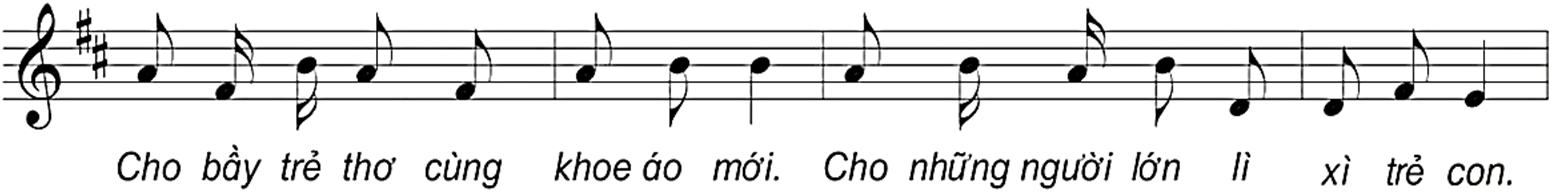 Cho bầy trẻ thơ cùng khoe áo mới. Cho những người lớn lì xì trẻ con.